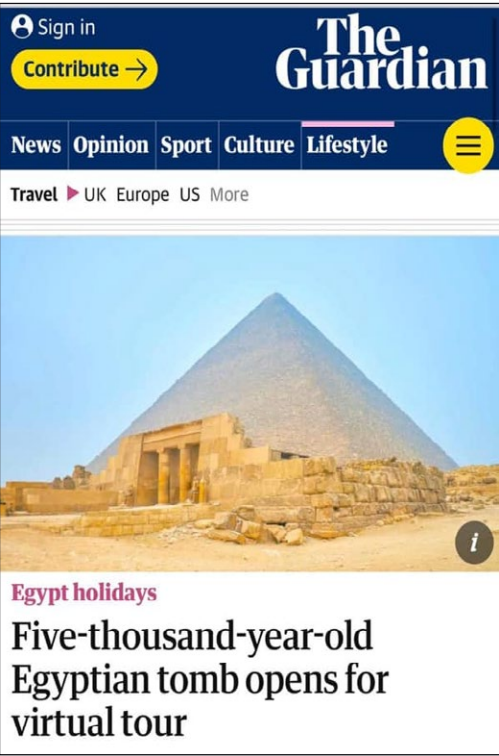 Sign in
Contribute →
The
Guardian
News Opinion Sport Culture Lifestyle
Travel ▶ UK Europe US More
i
Egypt holidays
Five-thousand-year-old
Egyptian tomb opens for
virtual tour